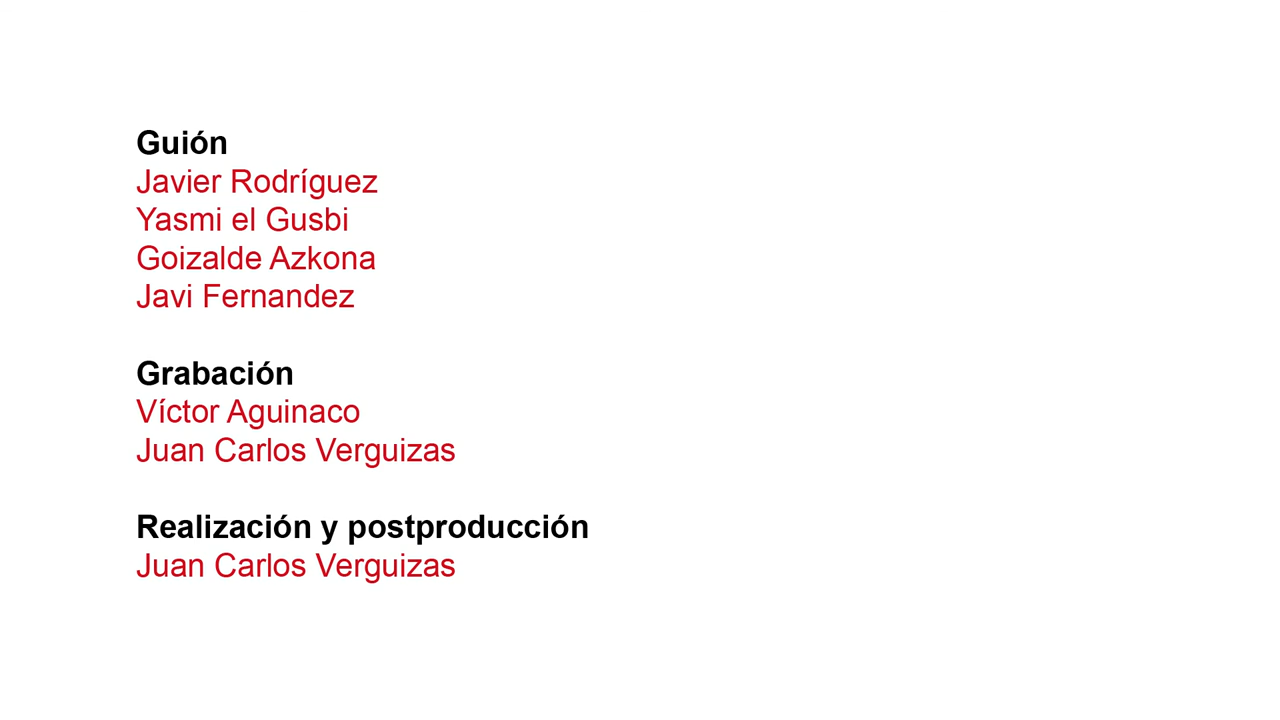 Guión
Javier Rodríguez
Yasmi el Gusbi
Goizalde Azkona
Javi Fernandez
Grabación
Víctor Aguinaco
Juan Carlos Verguizas
Realización y postproducción
Juan Carlos Verguizas